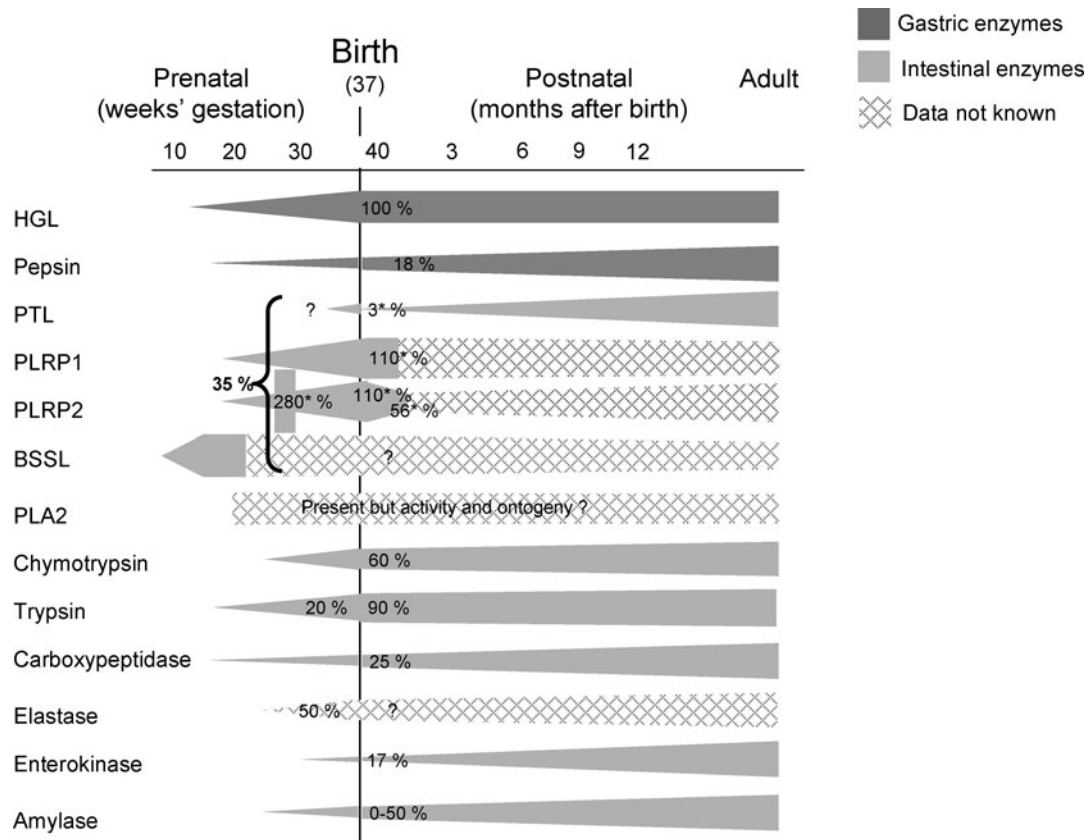 Gastric enzymes
Intestinal enzymes
Data not known
Birth
(37)
Prenatal
(weeks' gestation)
Postnatal
(months after birth)
Adult
10 20 30 40 3 6 9 12
HGL 100 %
Pepsin 18 %
PTL ? 3* %
PLRP1 110* %
35 %
PLRP2 280* % 110* % 56* %
BSSL ?
PLA2 Present but activity and ontogeny ?
Chymotrypsin 60 %
Trypsin 20 % 90 %
Carboxypeptidase 25 %
Elastase 50 % ?
Enterokinase 17 %
Amylase 0-50 %